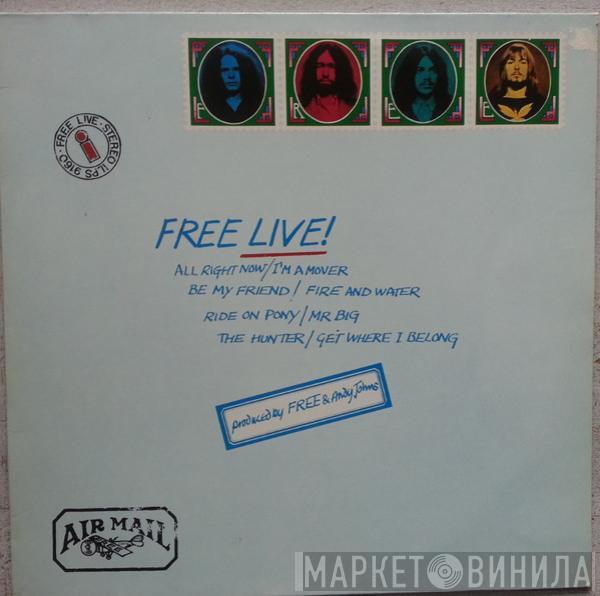 F R E E
FREE LIVE · STEREO ILPS 9160 ·
i
FREE LIVE!
ALL RIGHT NOW/I'M A MOVER
BE MY FRIEND/FIRE AND WATER
RIDE ON PONY/MR BIG
THE HUNTER/GET WHERE I BELONG
produced by FREE & Andy Johns
AIR MAIL
МАРКЕТ ВИНИЛА